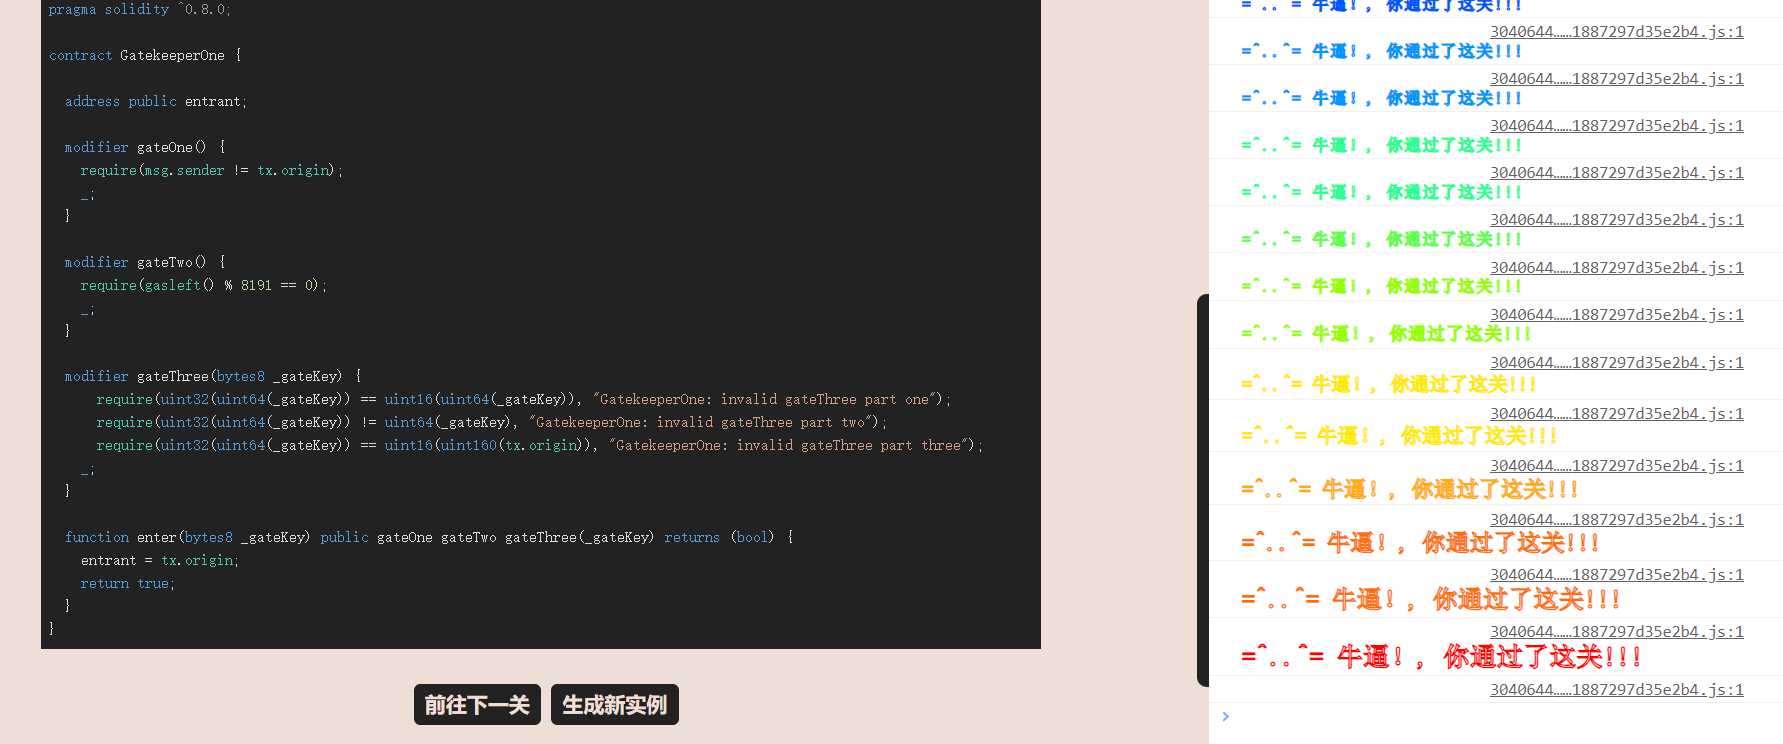 pragma solidity ^0.8.0;
contract GatekeeperOne {
address public entrant;
modifier gateOne() {
require(msg.sender != tx.origin);
_;
}
modifier gateTwo() {
require(gasleft() % 8191 == 0);
_;
}
modifier gateThree(bytes8 _gateKey) {
require(uint32(uint64(_gateKey)) == uint16(uint64(_gateKey)), "GatekeeperOne: invalid gateThree part one");
require(uint32(uint64(_gateKey)) != uint64(_gateKey), "GatekeeperOne: invalid gateThree part two");
require(uint32(uint64(_gateKey)) == uint16(uint160(tx.origin)), "GatekeeperOne: invalid gateThree part three");
_;
}
function enter(bytes8 _gateKey) public gateOne gateTwo gateThree(_gateKey) returns (bool) {
entrant = tx.origin;
return true;
}
}
前往下一关
生成新实例
=^..^= 牛逼!, 你通过了这关!!!
3040644……1887297d35e2b4.js:1
=^..^= 牛逼!, 你通过了这关!!!
3040644……1887297d35e2b4.js:1
=^..^= 牛逼!, 你通过了这关!!!
3040644……1887297d35e2b4.js:1
=^..^= 牛逼!, 你通过了这关!!!
3040644……1887297d35e2b4.js:1
=^..^= 牛逼!, 你通过了这关!!!
3040644……1887297d35e2b4.js:1
=^..^= 牛逼!, 你通过了这关!!!
3040644……1887297d35e2b4.js:1
=^..^= 牛逼!, 你通过了这关!!!
3040644……1887297d35e2b4.js:1
=^..^= 牛逼!, 你通过了这关!!!
3040644……1887297d35e2b4.js:1
=^..^= 牛逼!, 你通过了这关!!!
3040644……1887297d35e2b4.js:1
=^..^= 牛逼!, 你通过了这关!!!
3040644……1887297d35e2b4.js:1
=^..^= 牛逼!, 你通过了这关!!!
3040644……1887297d35e2b4.js:1
=^..^= 牛逼!, 你通过了这关!!!
3040644……1887297d35e2b4.js:1
=^..^= 牛逼!, 你通过了这关!!!
3040644……1887297d35e2b4.js:1
=^..^= 牛逼!, 你通过了这关!!!
3040644……1887297d35e2b4.js:1